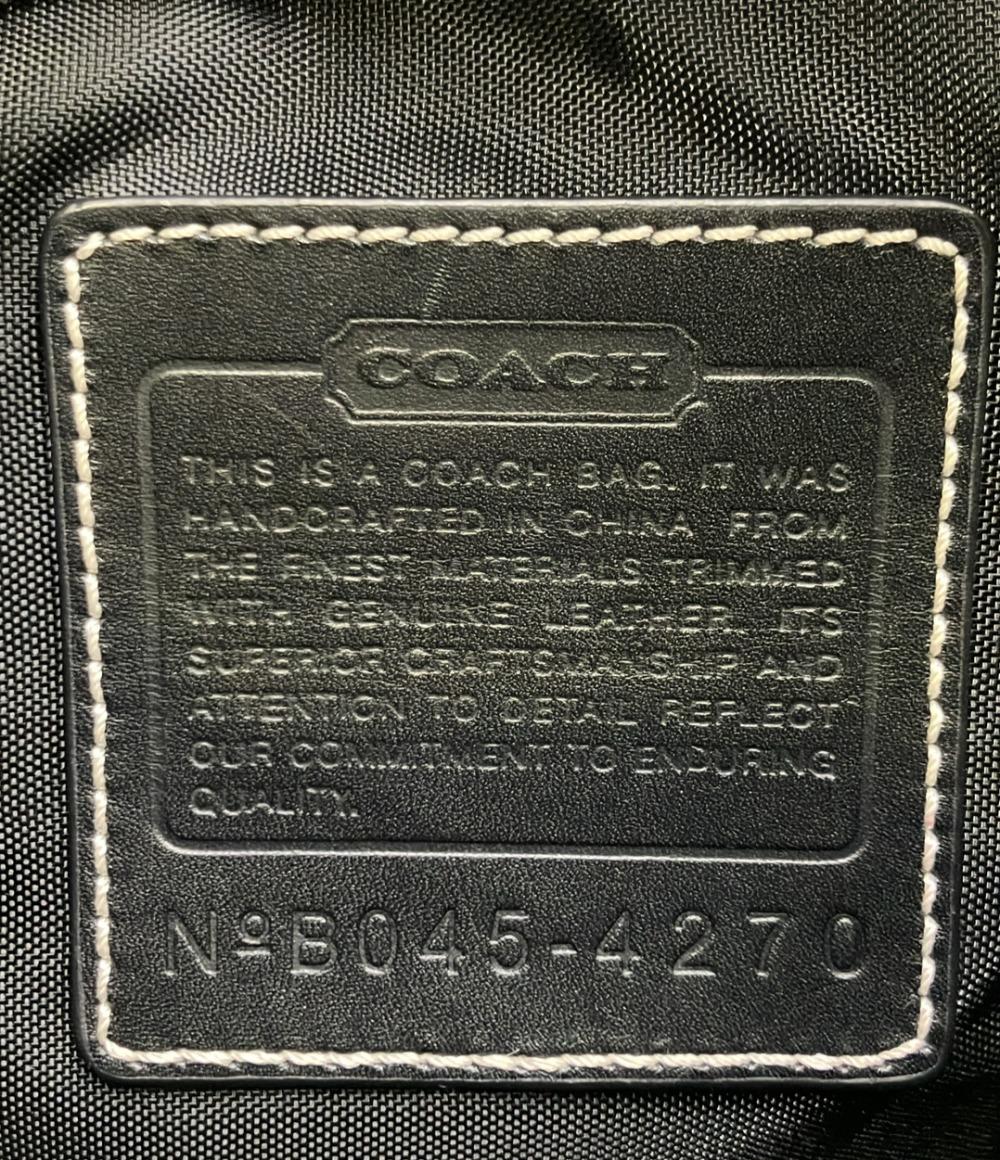 COACH
THIS IS A COACH BAG. IT WAS
HANDCRAFTED IN CHINA FROM
THE FINEST MATERIALS TRIMMED
WITH GENUINE LEATHER. ITS
SUPERIOR CRAFTSMANSHIP AND
ATTENTION TO DETAIL REFLECT
OUR COMMITMENT TO ENDURING
QUALITY.
NºB045-4270